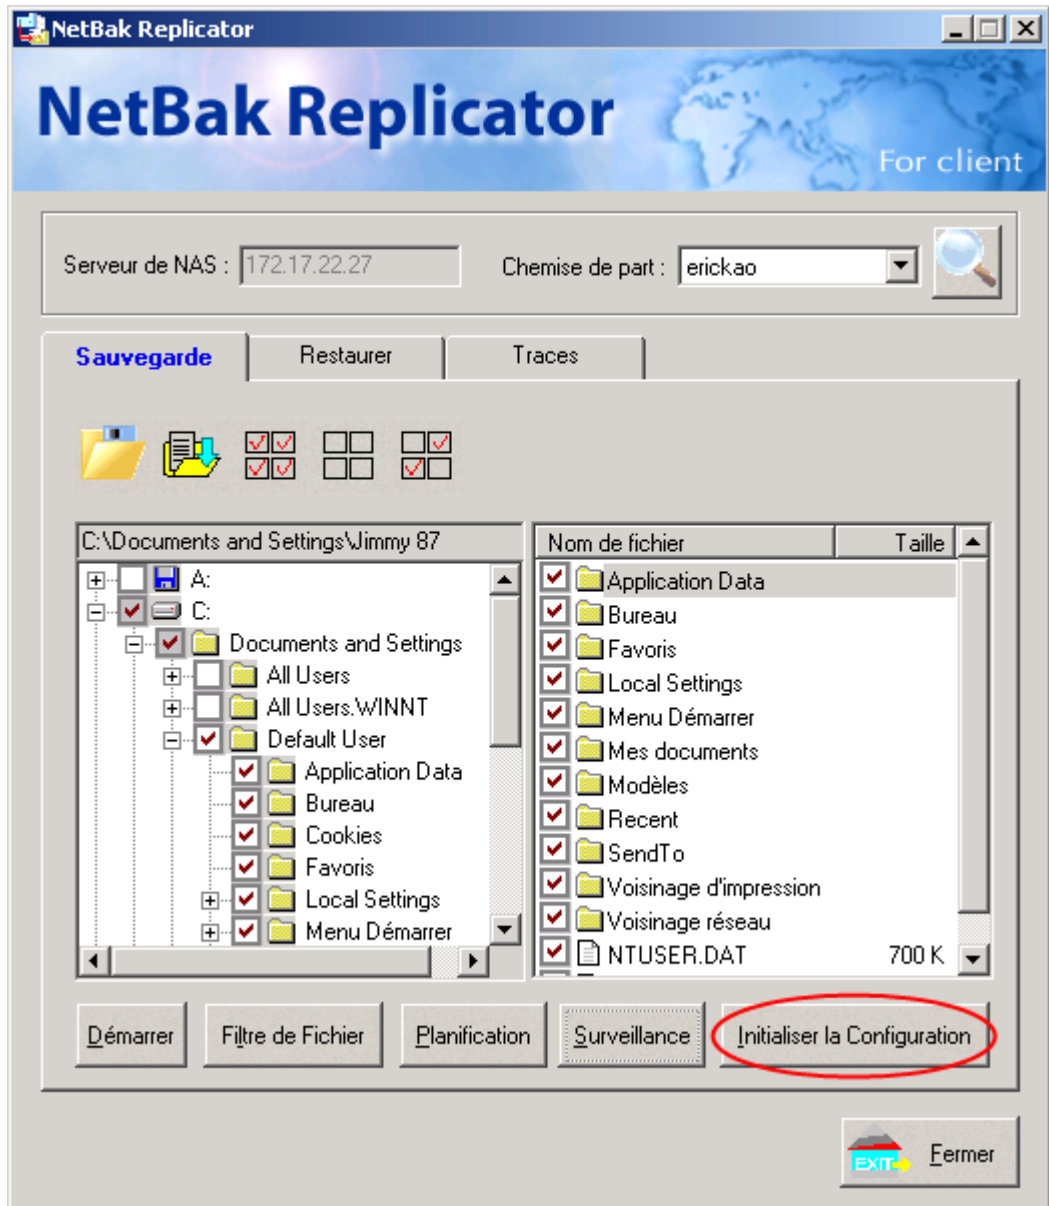 NetBak Replicator
NetBak Replicator
For client
Serveur de NAS : 172.17.22.27 Chemise de part : erickao
Sauvegarde Restaurer Traces
C:\Documents and Settings\Jimmy 87
A:
C:
Documents and Settings
All Users
All Users.WINNT
Default User
Application Data
Bureau
Cookies
Favoris
Local Settings
Menu Démarrer
Nom de fichier Taille
Application Data
Bureau
Favoris
Local Settings
Menu Démarrer
Mes documents
Modèles
Recent
SendTo
Voisinage d'impression
Voisinage réseau
NTUSER.DAT 700 K
Démarrer Filtre de Fichier Planification Surveillance Initialiser la Configuration
EXIT Fermer